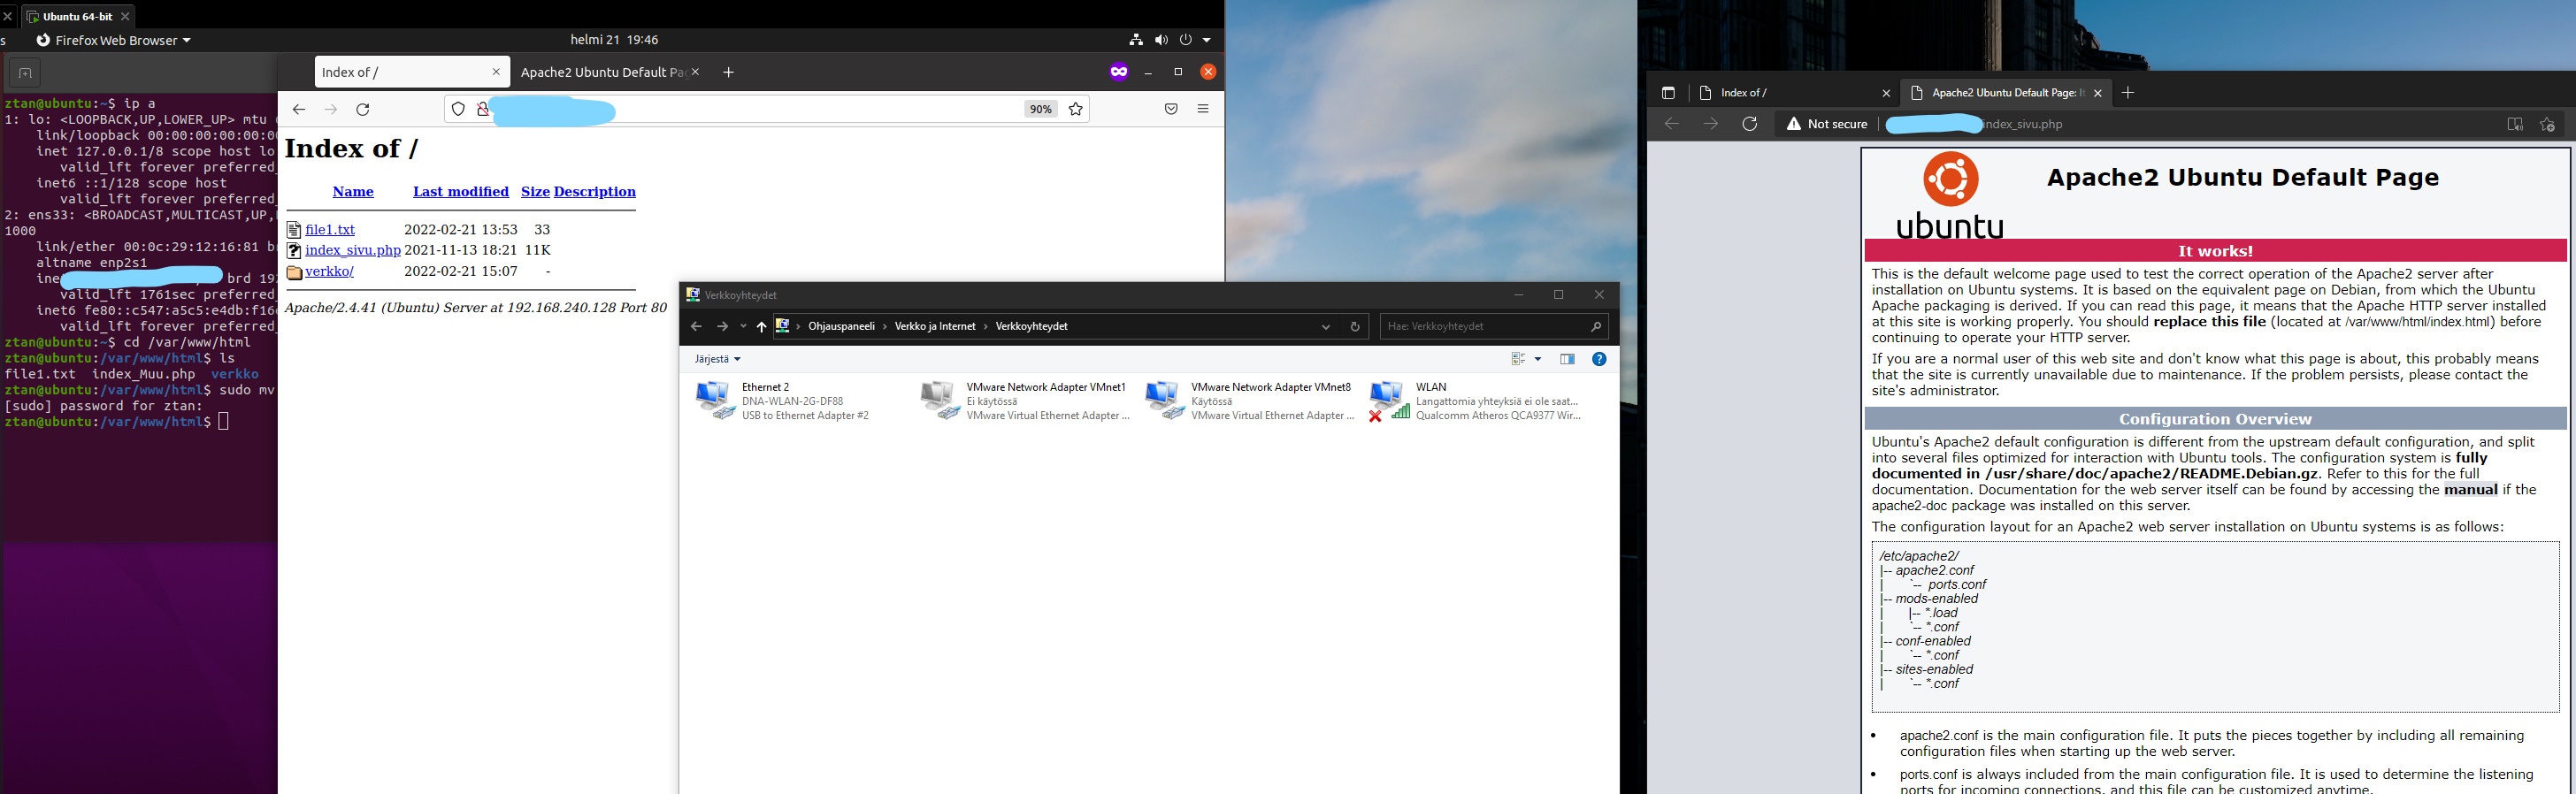 Ubuntu 64-bit
s Firefox Web Browser
helmi 21 19:46
Index of /
Apache2 Ubuntu Default Pa
90%
ztan@ubuntu:~$ ip a
1: lo: <LOOPBACK,UP,LOWER_UP> mtu
link/loopback 00:00:00:00:00:00
inet 127.0.0.1/8 scope host lo
valid_lft forever preferred_
inet6 ::1/128 scope host
valid_lft forever preferred_
2: ens33: <BROADCAST,MULTICAST,UP,
1000
link/ether 00:0c:29:12:16:81 br
altname enp2s1
inet brd 192
valid_lft 1761sec preferred_
inet6 fe80::c547:a5c5:e4db:f16
valid_lft forever preferred_
ztan@ubuntu:~$ cd /var/www/html
ztan@ubuntu:/var/www/html$ ls
file1.txt index_Muu.php verkko
ztan@ubuntu:/var/www/html$ sudo mv
[sudo] password for ztan:
ztan@ubuntu:/var/www/html$
Index of /
Name Last modified Size Description
file1.txt 2022-02-21 13:53 33
index_sivu.php 2021-11-13 18:21 11K
verkko/ 2022-02-21 15:07 -
Apache/2.4.41 (Ubuntu) Server at 192.168.240.128 Port 80
Verkkoyhteydet
Ohjauspaneeli › Verkko ja Internet › Verkkoyhteydet
Hae: Verkkoyhteydet
Järjestä
Ethernet 2
DNA-WLAN-2G-DF88
USB to Ethernet Adapter #2
VMware Network Adapter VMnet1
Ei käytössä
VMware Virtual Ethernet Adapter ...
VMware Network Adapter VMnet8
Käytössä
VMware Virtual Ethernet Adapter ...
WLAN
Langattomia yhteyksiä ei ole saat...
Qualcomm Atheros QCA9377 Wir...
Index of /
Apache2 Ubuntu Default Page: I
Not secure
index_sivu.php
ubuntu
Apache2 Ubuntu Default Page
It works!
This is the default welcome page used to test the correct operation of the Apache2 server after
installation on Ubuntu systems. It is based on the equivalent page on Debian, from which the Ubuntu
Apache packaging is derived. If you can read this page, it means that the Apache HTTP server installed
at this site is working properly. You should replace this file (located at /var/www/html/index.html) before
continuing to operate your HTTP server.
If you are a normal user of this web site and don't know what this page is about, this probably means
that the site is currently unavailable due to maintenance. If the problem persists, please contact the
site's administrator.
Configuration Overview
Ubuntu's Apache2 default configuration is different from the upstream default configuration, and split
into several files optimized for interaction with Ubuntu tools. The configuration system is fully
documented in /usr/share/doc/apache2/README.Debian.gz. Refer to this for the full
documentation. Documentation for the web server itself can be found by accessing the manual if the
apache2-doc package was installed on this server.
The configuration layout for an Apache2 web server installation on Ubuntu systems is as follows:
/etc/apache2/
|-- apache2.conf
| `-- ports.conf
|-- mods-enabled
| |-- *.load
| `-- *.conf
|-- conf-enabled
| `-- *.conf
|-- sites-enabled
| `-- *.conf
• apache2.conf is the main configuration file. It puts the pieces together by including all remaining
configuration files when starting up the web server.
• ports.conf is always included from the main configuration file. It is used to determine the listening
ports for incoming connections, and this file can be customized anytime.